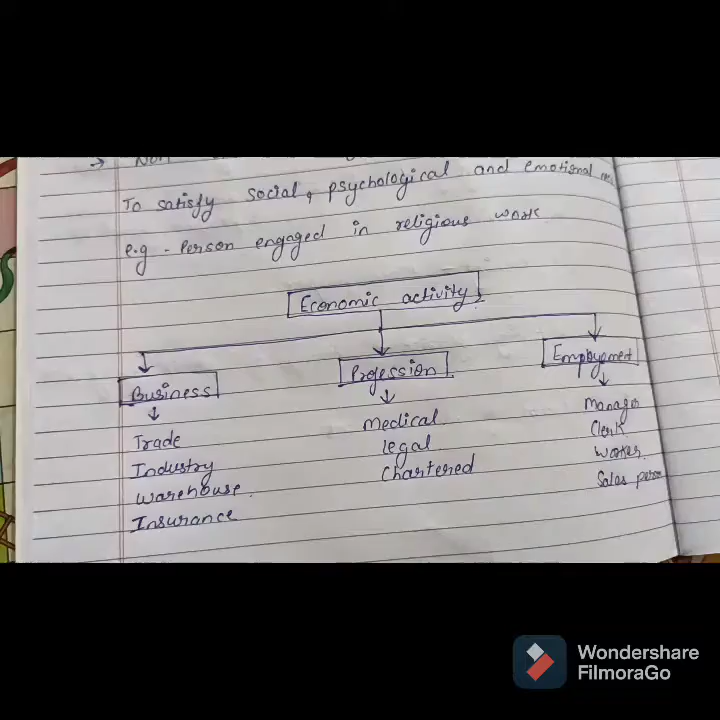 →
To satisfy social, psychological and emotional
e.g - Person engaged in religious work
Economic activity
Business
Profession
Employement
Trade
Industry
Warehouse.
Insurance
Medical
legal
Chartered
Manager
Clerk
Worker
Sales person
Wondershare
FilmoraGo